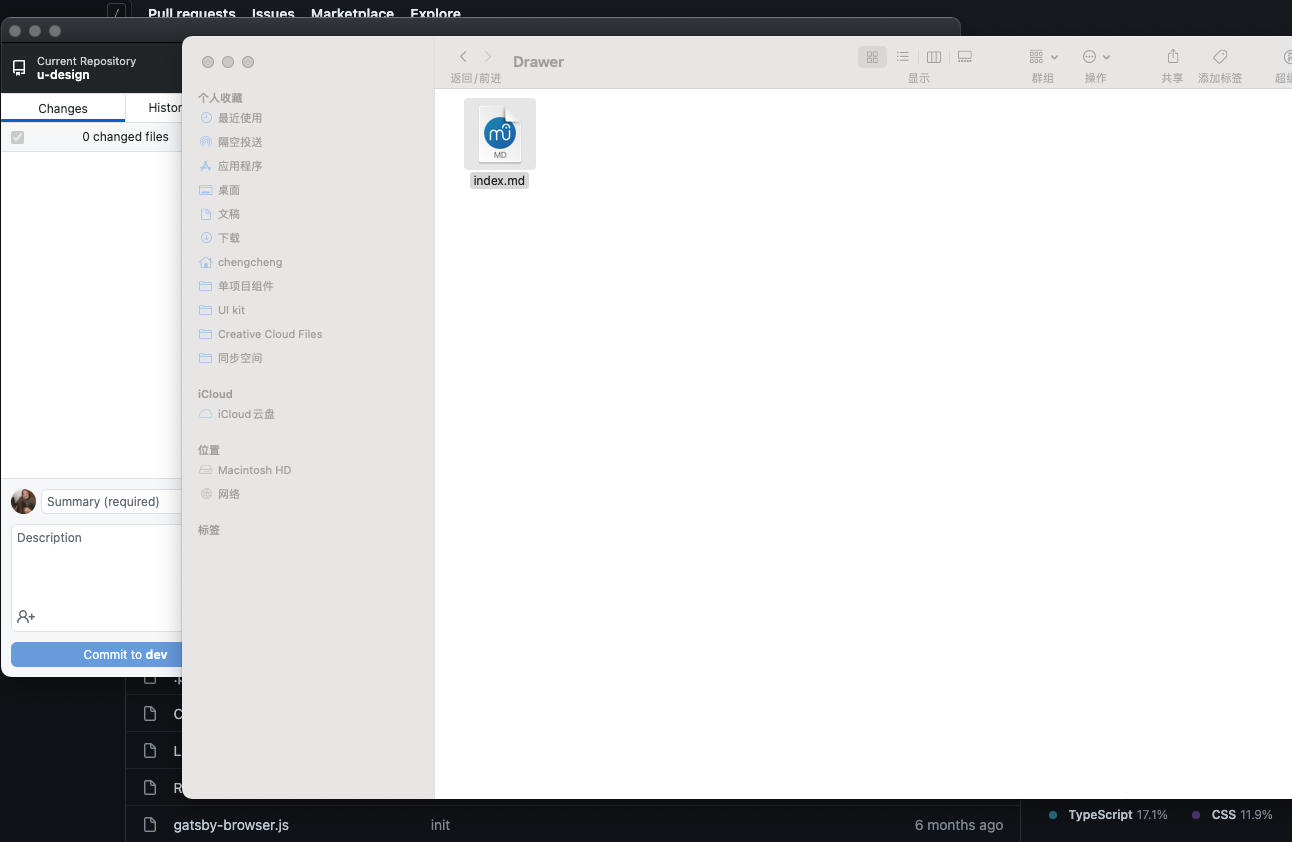 /
Pull requests Issues Marketplace Explore
Current Repository
u-design
Changes
Histor
0 changed files
Summary (required)
Description
Commit to dev
返回/前进
Drawer
显示
群组
操作
共享
添加标签
超级
个人收藏
最近使用
隔空投送
应用程序
桌面
文稿
下载
chengcheng
单项目组件
UI kit
Creative Cloud Files
同步空间
iCloud
iCloud云盘
位置
Macintosh HD
网络
标签
MD
index.md
C
L
R
gatsby-browser.js init 6 months ago
TypeScript 17.1% CSS 11.9%